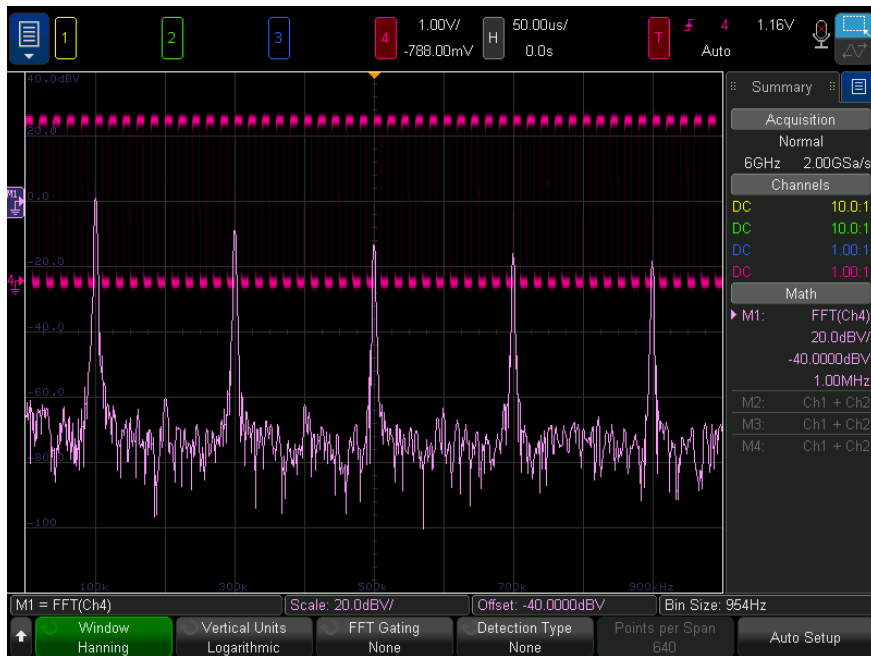 1 2 3 4 1.00V/ -788.00mV H 50.00us/ 0.0s T 4 1.16V Auto
40.0dBV
20.0
0.0
-20.0
-40.0
-60.0
-80.0
-100
M1
4
100k 300k 500k 700k 900kHz
Summary
Acquisition
Normal
6GHz 2.00GSa/s
Channels
DC 10.0:1
DC 10.0:1
DC 1.00:1
DC 1.00:1
Math
M1: FFT(Ch4)
20.0dBV/
-40.0000dBV
1.00MHz
M2: Ch1 + Ch2
M3: Ch1 + Ch2
M4: Ch1 + Ch2
M1 = FFT(Ch4) Scale: 20.0dBV/ Offset: -40.0000dBV Bin Size: 954Hz
Window Vertical Units FFT Gating Detection Type Points per Span Auto Setup
Hanning Logarithmic None None 640